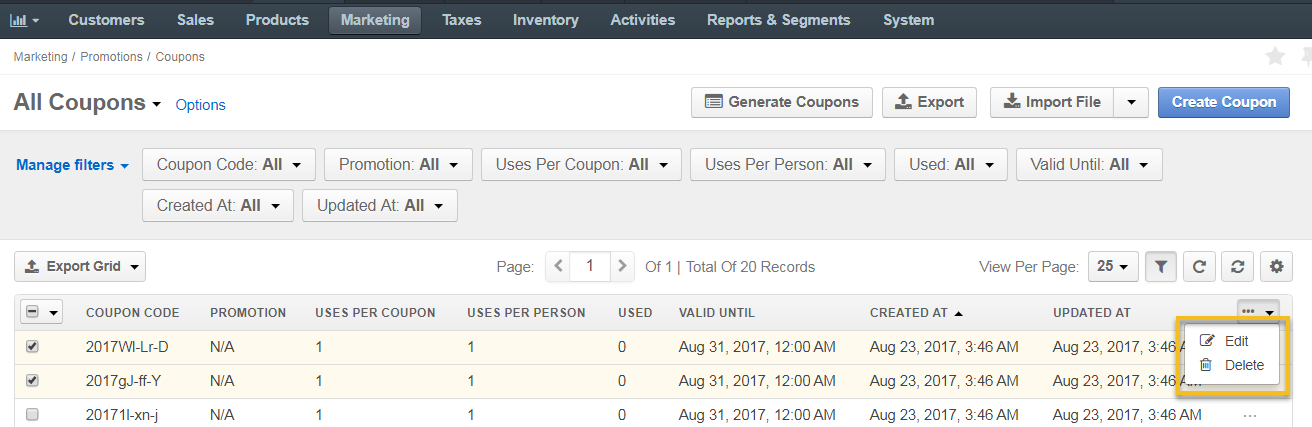 Customers Sales Products Marketing Taxes Inventory Activities Reports & Segments System
Marketing / Promotions / Coupons
All Coupons Options Generate Coupons Export Import File Create Coupon
Manage filters Coupon Code: All Promotion: All Uses Per Coupon: All Uses Per Person: All Used: All Valid Until: All
Created At: All Updated At: All
Export Grid Page: 1 Of 1 | Total Of 20 Records View Per Page: 25
COUPON CODE PROMOTION USES PER COUPON USES PER PERSON USED VALID UNTIL CREATED AT UPDATED AT
Edit
2017WI-Lr-D N/A 1 1 0 Aug 31, 2017, 12:00 AM Aug 23, 2017, 3:46 AM Aug 23, 2017, 3:46
Delete
2017gJ-ff-Y N/A 1 1 0 Aug 31, 2017, 12:00 AM Aug 23, 2017, 3:46 AM Aug 23, 2017, 3:46 AM
20171I-xn-j N/A 1 1 0 Aug 31, 2017, 12:00 AM Aug 23, 2017, 3:46 AM Aug 23, 2017, 3:46 AM ...